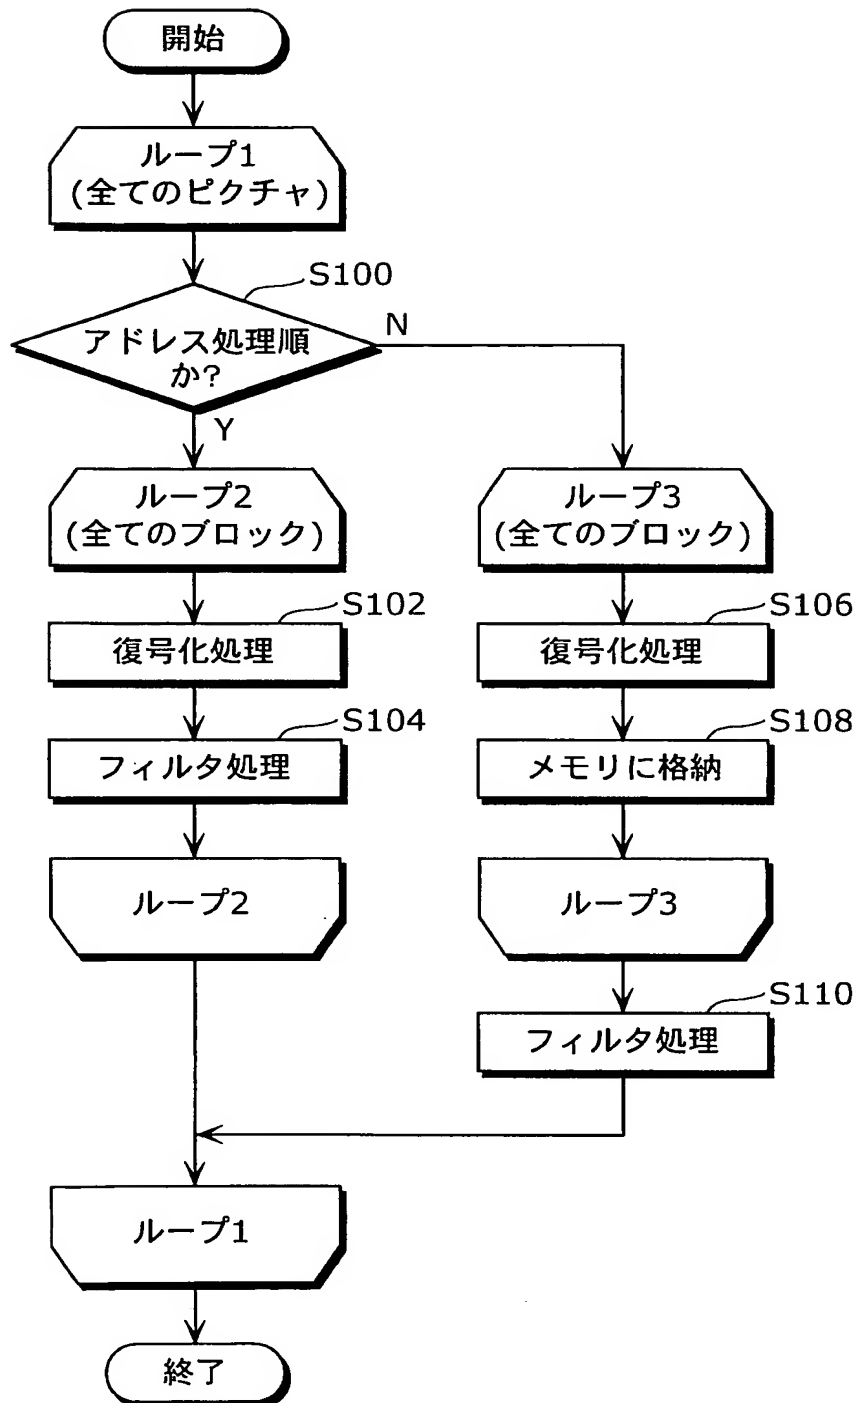 開始
ループ1
(全てのピクチャ)
S100
アドレス処理順
か?
N
Y
ループ2
(全てのブロック)
S102
復号化処理
S104
フィルタ処理
ループ2
ループ3
(全てのブロック)
S106
復号化処理
S108
メモリに格納
ループ3
S110
フィルタ処理
ループ1
終了